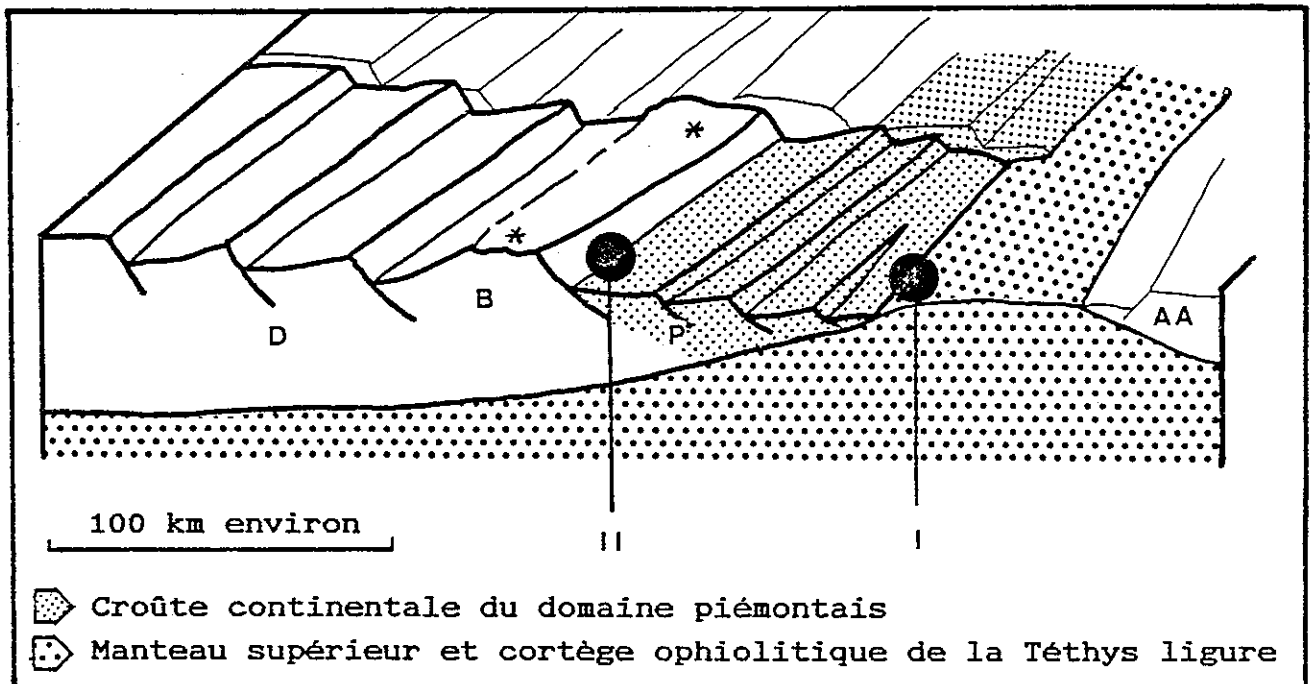 D
B
P
AA
100 km environ
II
I
Croûte continentale du domaine piémontais
Manteau supérieur et cortège ophiolitique de la Téthys ligure